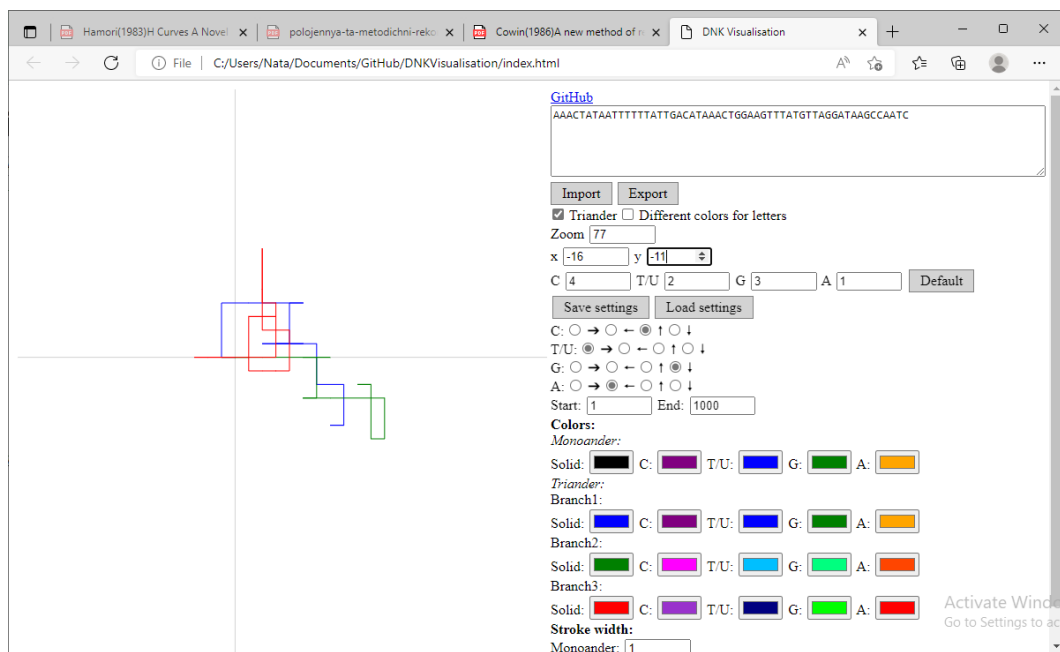 Hamori(1983)H Curves A Novel polojennya-ta-metodichni-reko Cowin(1986)A new method of re DNK Visualisation
File C:/Users/Nata/Documents/GitHub/DNKVisualisation/index.html
GitHub
AAACTATAATTTTTTATTGACATAAACTGGAAGTTTATGTTAGGATAAGCCAATC
Import Export
Triander Different colors for letters
Zoom 77
x -16 y -11
C 4 T/U 2 G 3 A 1 Default
Save settings Load settings
C: → ← ↑ ↓
T/U: → ← ↑ ↓
G: → ← ↑ ↓
A: → ← ↑ ↓
Start: 1 End: 1000
Colors:
Monoander:
Solid: C: T/U: G: A:
Triander:
Branch1:
Solid: C: T/U: G: A:
Branch2:
Solid: C: T/U: G: A:
Branch3:
Solid: C: T/U: G: A:
Stroke width:
Monoander: 1
Activate Windo
Go to Settings to ac